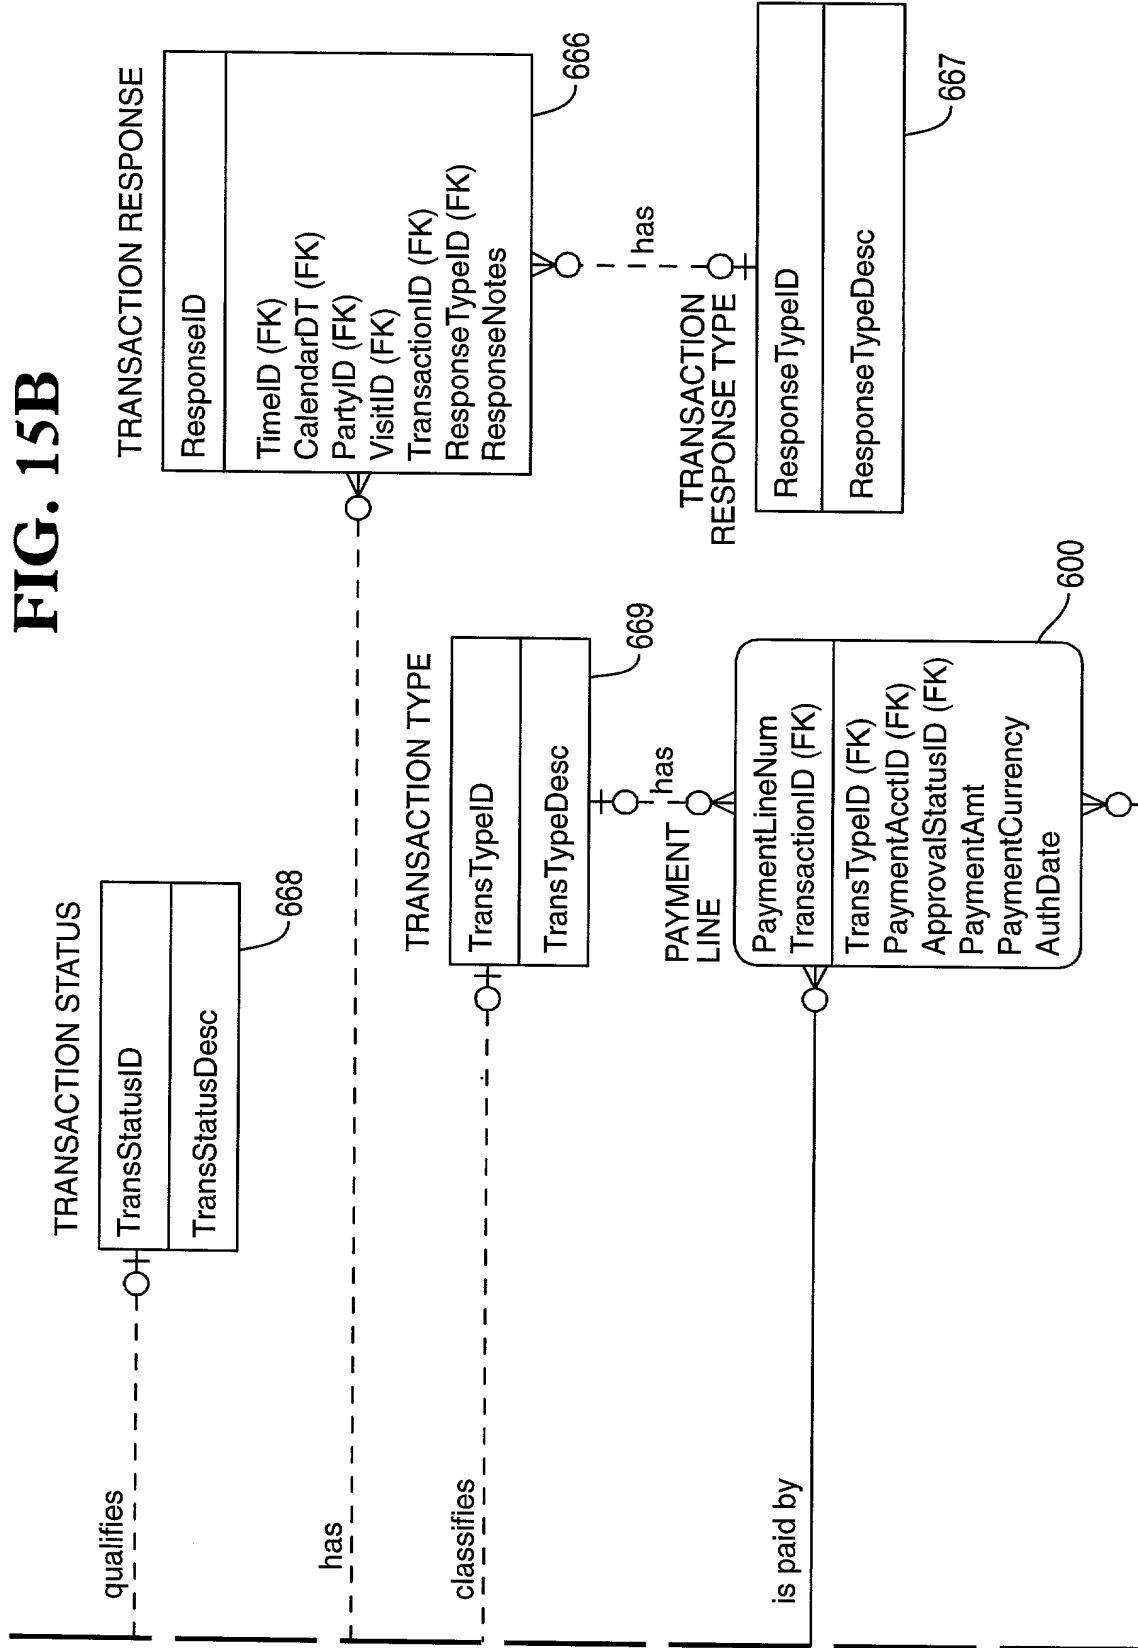 FIG. 15B
TRANSACTION STATUS
TransStatusID
TransStatusDesc
668
qualifies
TRANSACTION RESPONSE
ResponseID
TimeID (FK)
CalendarDT (FK)
PartyID (FK)
VisitID (FK)
TransactionID (FK)
ResponseTypeID (FK)
ResponseNotes
666
has
has
TRANSACTION TYPE
TransTypeID
TransTypeDesc
669
classifies
has
TRANSACTION
RESPONSE TYPE
ResponseTypeID
ResponseTypeDesc
667
PAYMENT
LINE
PaymentLineNum
TransactionID (FK)
TransTypeID (FK)
PaymentAcctID (FK)
ApprovalStatusID (FK)
PaymentAmt
PaymentCurrency
AuthDate
600
is paid by